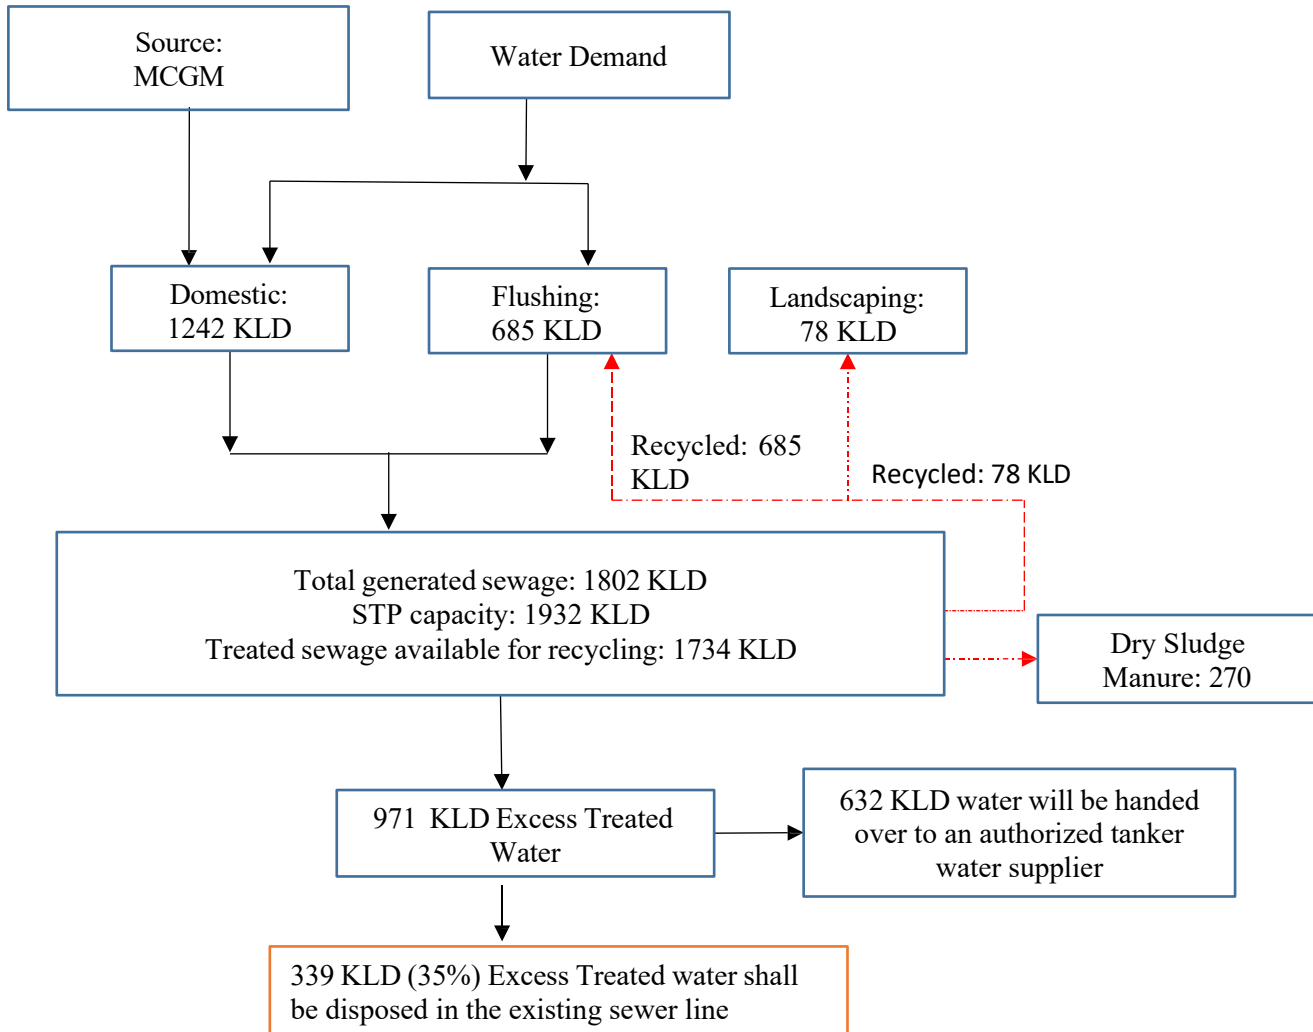 Source:
MCGM
Water Demand
Domestic:
1242 KLD
Flushing:
685 KLD
Landscaping:
78 KLD
Recycled: 685
KLD
Recycled: 78 KLD
Total generated sewage: 1802 KLD
STP capacity: 1932 KLD
Treated sewage available for recycling: 1734 KLD
Dry Sludge
Manure: 270
971 KLD Excess Treated
Water
632 KLD water will be handed
over to an authorized tanker
water supplier
339 KLD (35%) Excess Treated water shall
be disposed in the existing sewer line